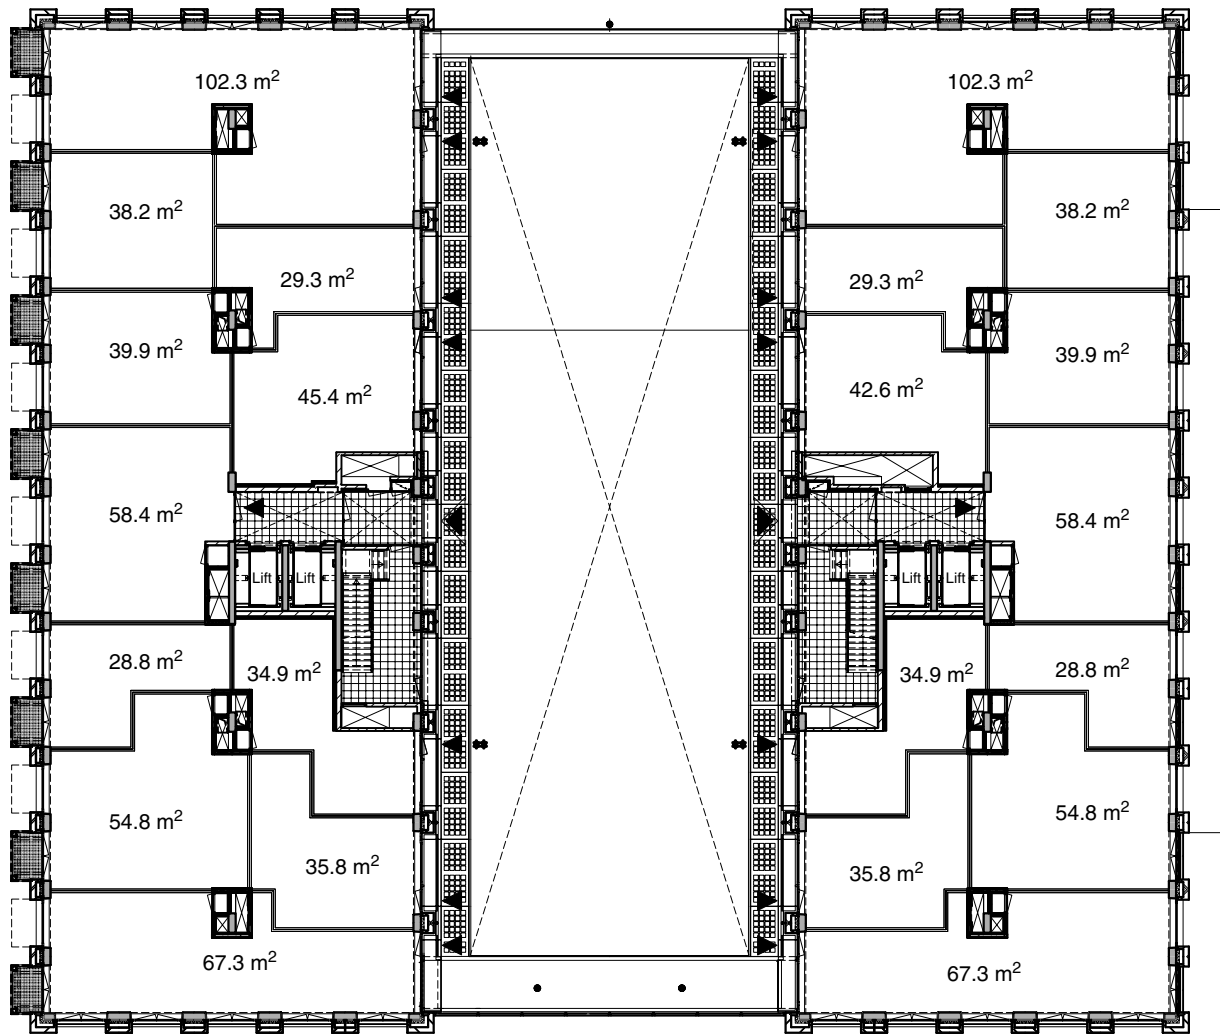 102.3 m²
102.3 m²
38.2 m²
38.2 m²
29.3 m²
29.3 m²
39.9 m²
39.9 m²
45.4 m²
42.6 m²
58.4 m²
58.4 m²
Lift
Lift
Lift
Lift
28.8 m²
34.9 m²
34.9 m²
28.8 m²
54.8 m²
54.8 m²
35.8 m²
35.8 m²
67.3 m²
67.3 m²